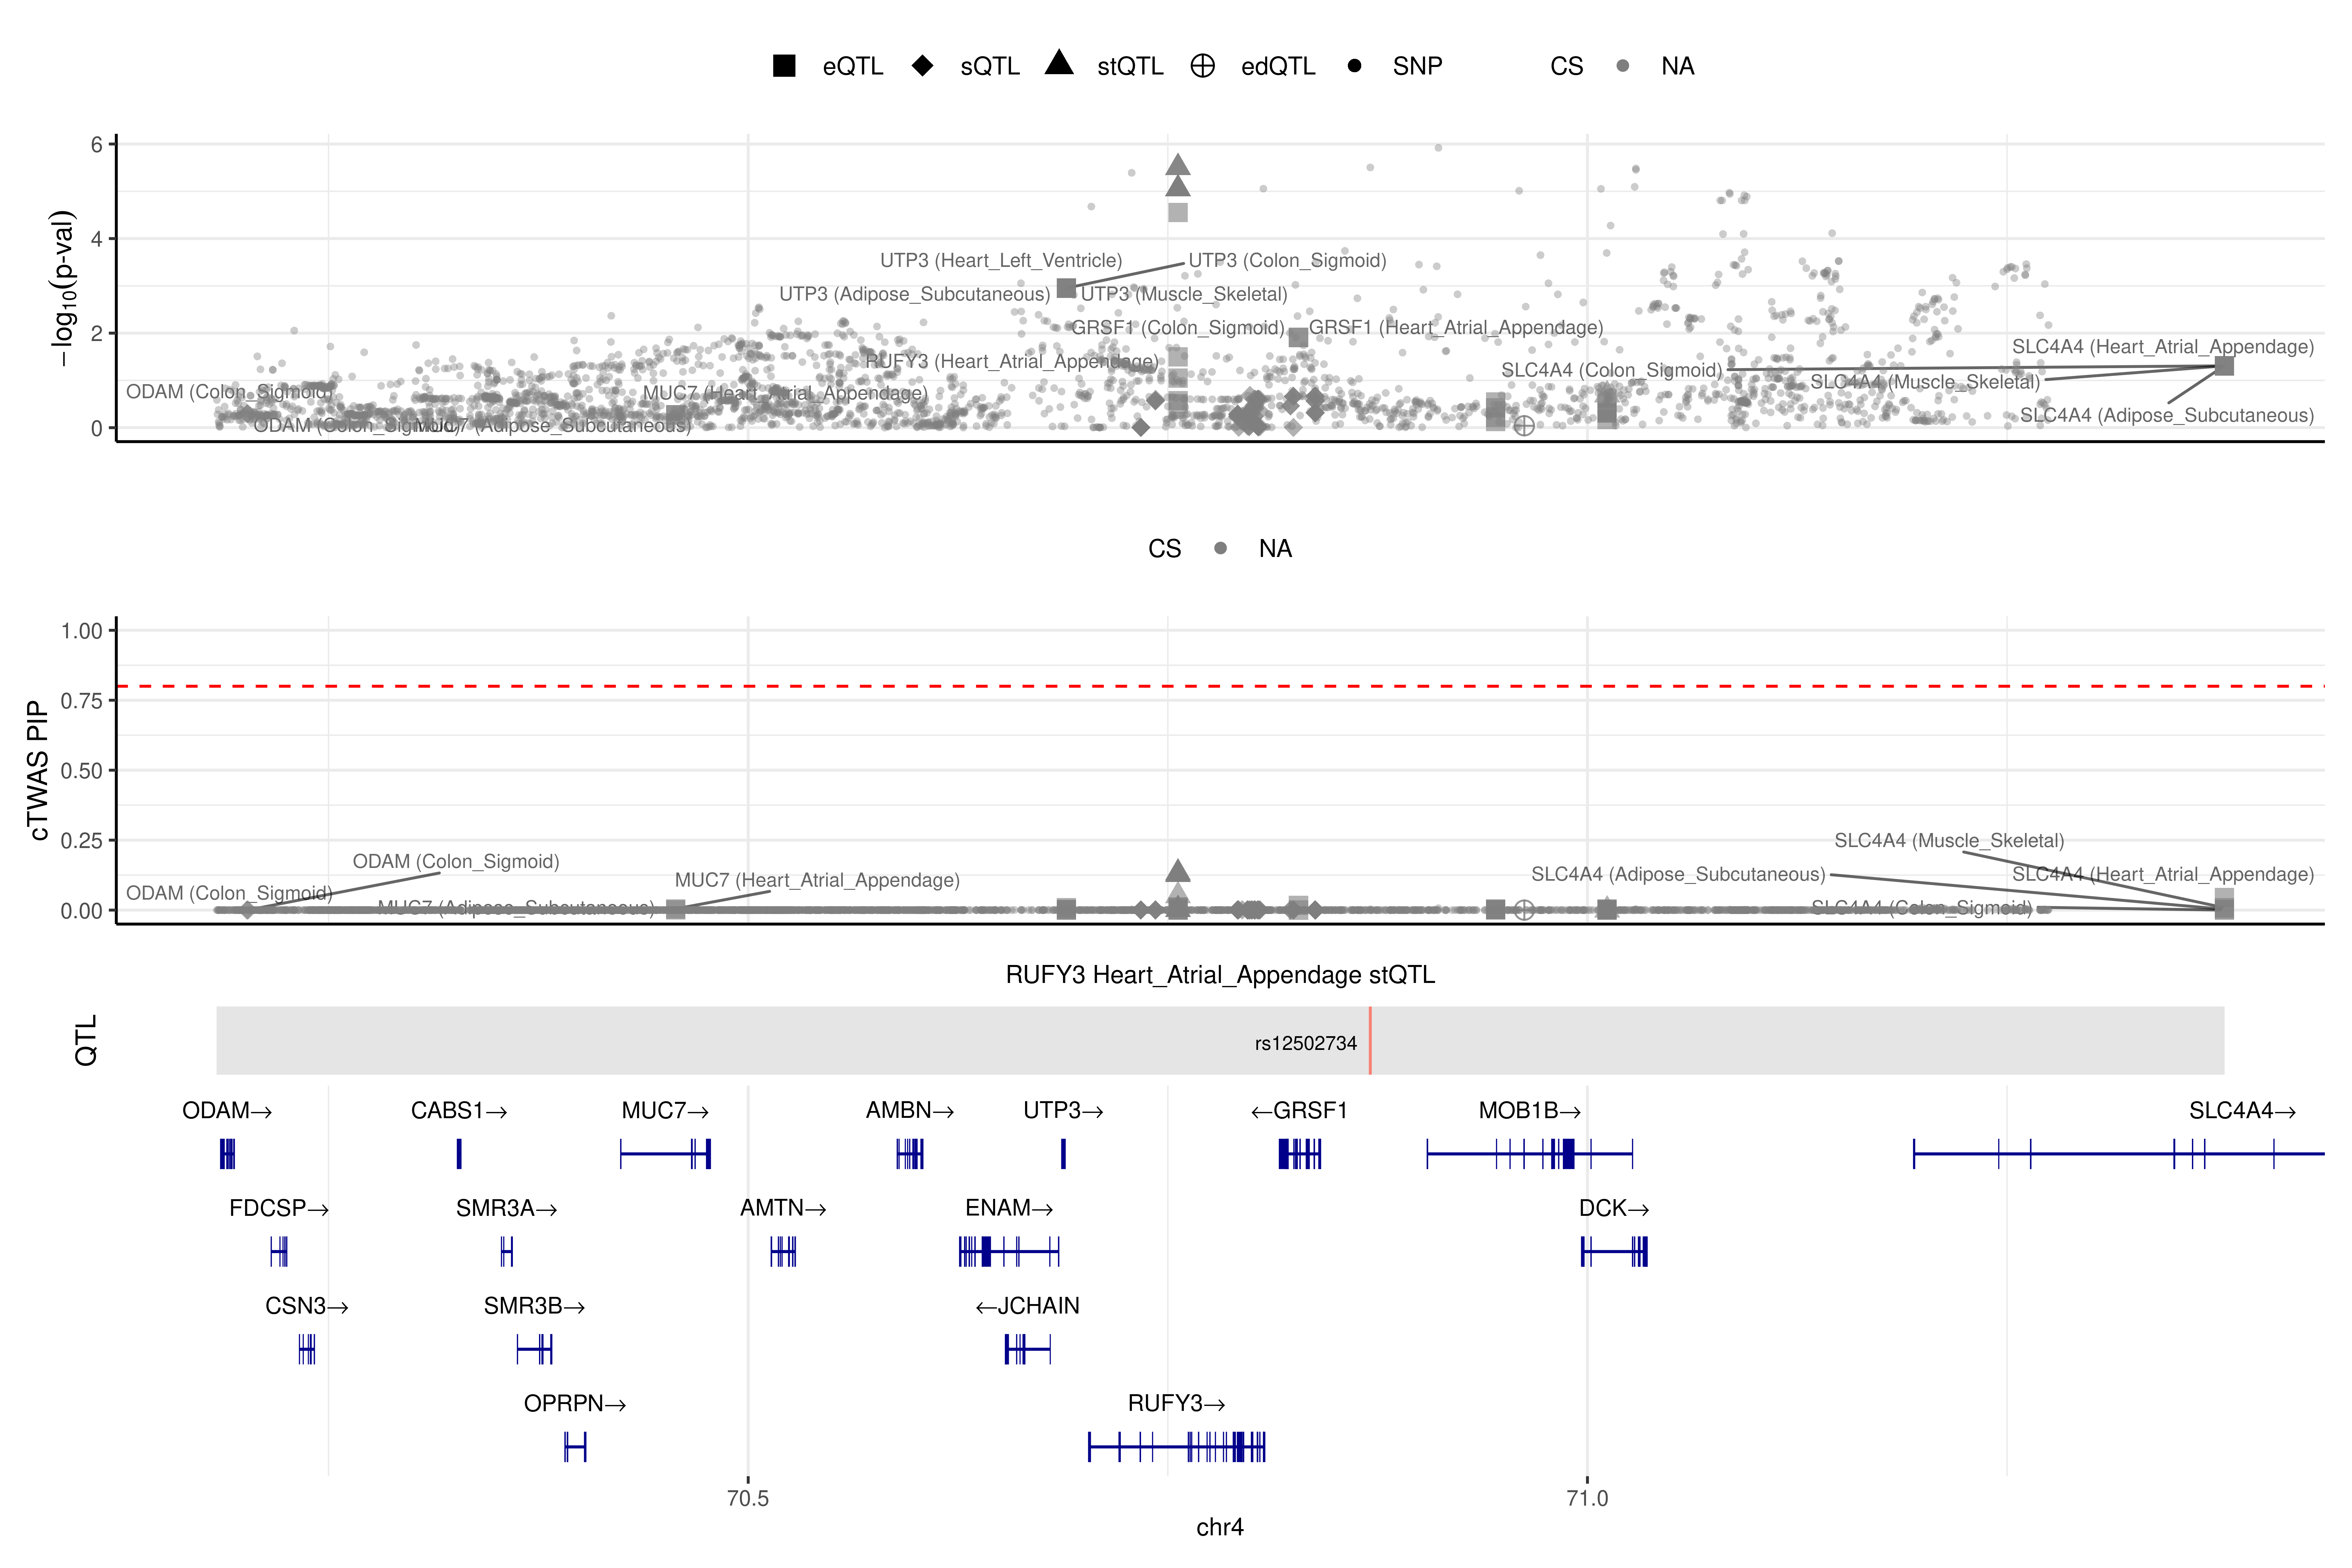 eQTL sQTL stQTL edQTL SNP CS NA
−log10(p-val)
6
4
2
0
UTP3 (Heart_Left_Ventricle)
UTP3 (Colon_Sigmoid)
UTP3 (Adipose_Subcutaneous)
UTP3 (Muscle_Skeletal)
GRSF1 (Colon_Sigmoid)
GRSF1 (Heart_Atrial_Appendage)
RUFY3 (Heart_Atrial_Appendage)
SLC4A4 (Heart_Atrial_Appendage)
SLC4A4 (Colon_Sigmoid)
SLC4A4 (Muscle_Skeletal)
ODAM (Colon_Sigmoid)
MUC7 (Heart_Atrial_Appendage)
SLC4A4 (Adipose_Subcutaneous)
ODAM (Colon_Sigmoid)
MUC7 (Adipose_Subcutaneous)
CS NA
cTWAS PIP
1.00
0.75
0.50
0.25
0.00
SLC4A4 (Muscle_Skeletal)
ODAM (Colon_Sigmoid)
SLC4A4 (Adipose_Subcutaneous)
SLC4A4 (Heart_Atrial_Appendage)
MUC7 (Heart_Atrial_Appendage)
ODAM (Colon_Sigmoid)
MUC7 (Adipose_Subcutaneous)
SLC4A4 (Colon_Sigmoid)
RUFY3 Heart_Atrial_Appendage stQTL
QTL
rs12502734
ODAM→ CABS1→ MUC7→ AMBN→ UTP3→ ←GRSF1 MOB1B→ SLC4A4→
FDCSP→ SMR3A→ AMTN→ ENAM→ DCK→
CSN3→ SMR3B→ ←JCHAIN
OPRPN→ RUFY3→
70.5 71.0
chr4